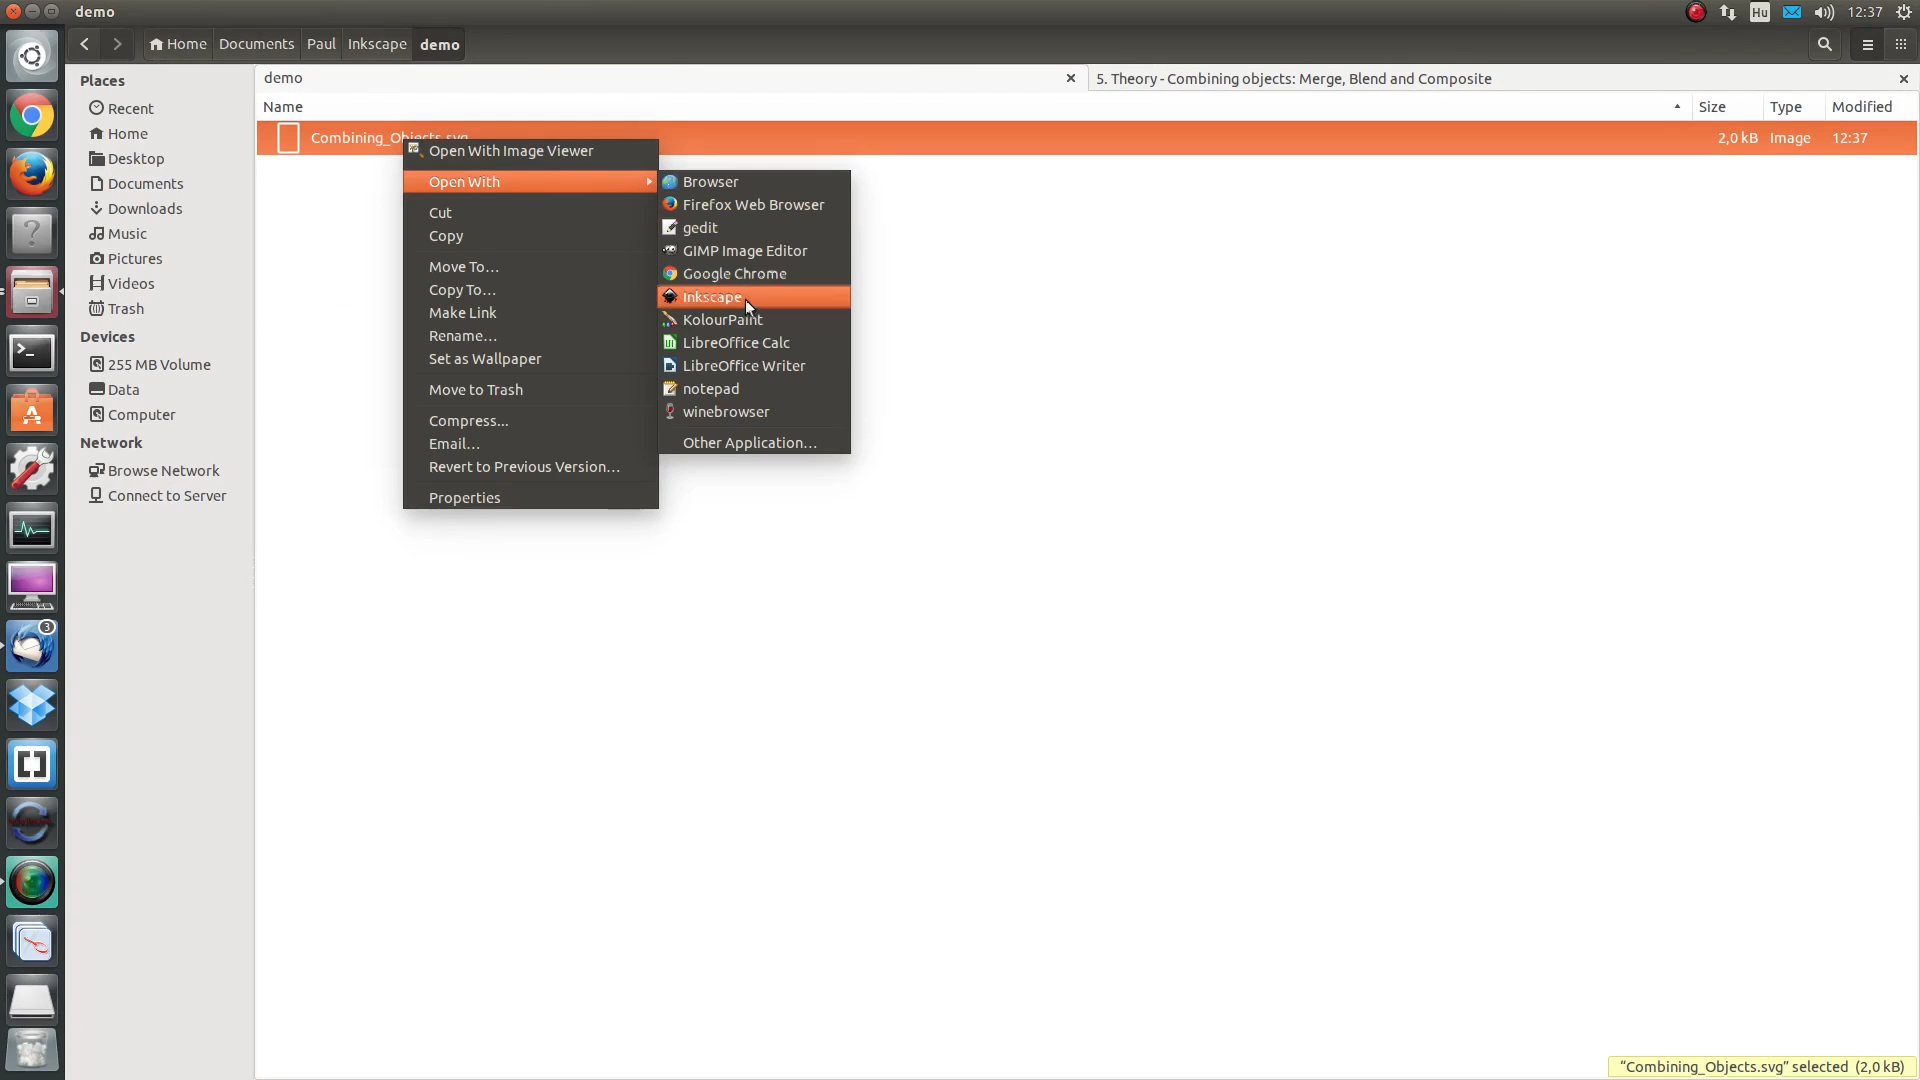 demo
Hu
12:37
Home
Documents
Paul
Inkscape
demo
Places
Recent
Home
Desktop
Documents
Downloads
Music
Pictures
Videos
Trash
Devices
255 MB Volume
Data
Computer
Network
Browse Network
Connect to Server
3
demo
5. Theory - Combining objects: Merge, Blend and Composite
Name
Size
Type
Modified
Combining_Objects.svg
2,0 kB
Image
12:37
Open With Image Viewer
Open With
Cut
Copy
Move To…
Copy To…
Make Link
Rename…
Set as Wallpaper
Move to Trash
Compress…
Email…
Revert to Previous Version…
Properties
Browser
Firefox Web Browser
gedit
GIMP Image Editor
Google Chrome
Inkscape
KolourPaint
LibreOffice Calc
LibreOffice Writer
notepad
winebrowser
Other Application…
“Combining_Objects.svg” selected (2,0 kB)